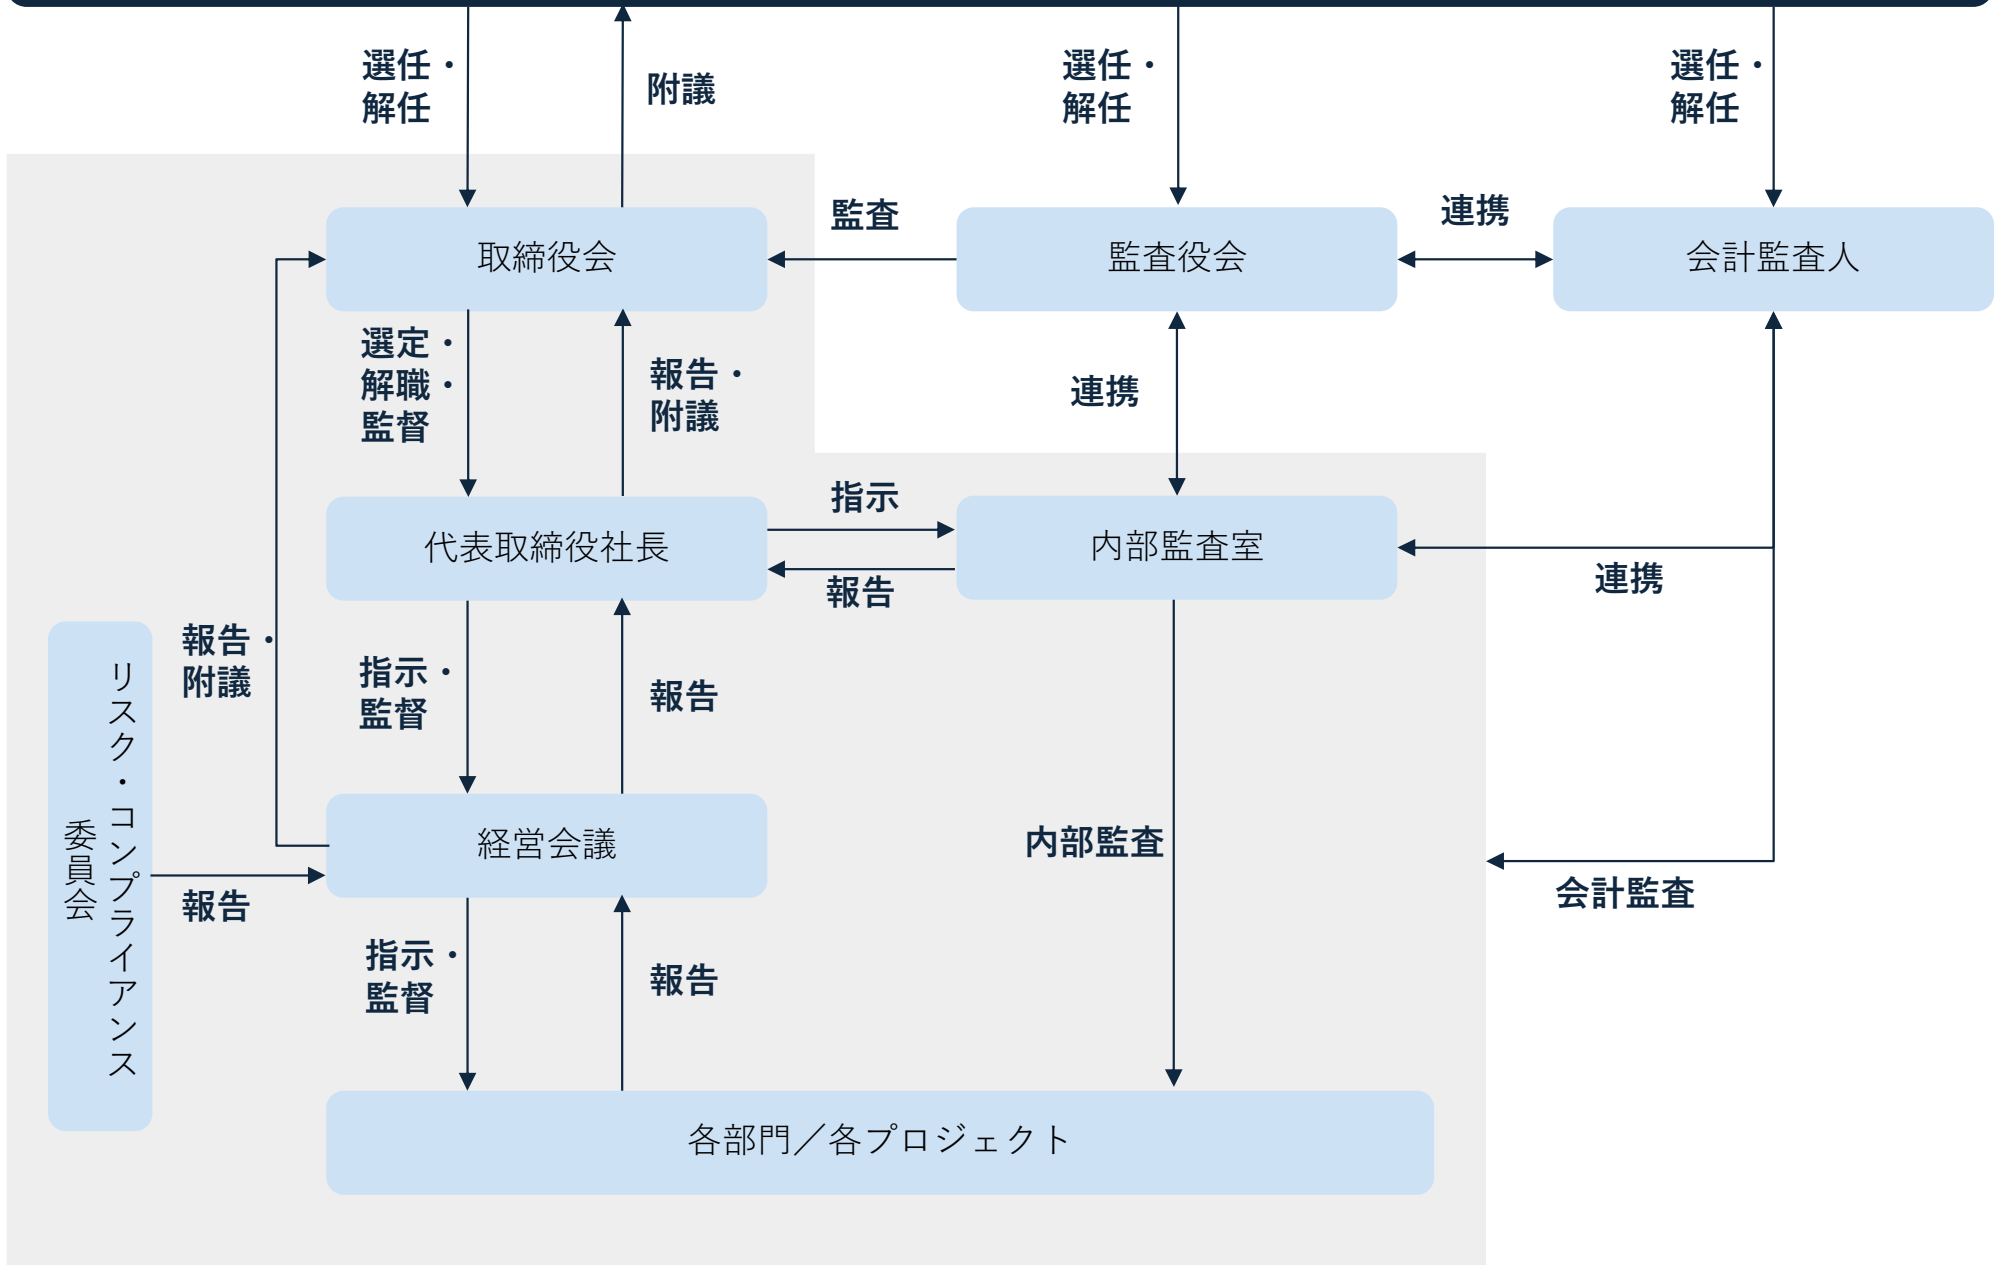 選任・
解任
附議
選任・
解任
選任・
解任
取締役会
監査
監査役会
連携
会計監査人
選定・
解職・
監督
報告・
附議
連携
代表取締役社長
指示
報告
内部監査室
連携
報告・
附議
指示・
監督
報告
リスク・コンプライアンス
委員会
報告
経営会議
内部監査
会計監査
指示・
監督
報告
各部門／各プロジェクト